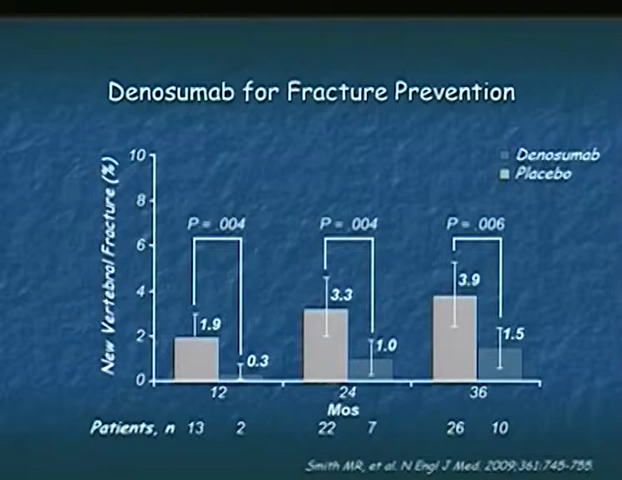 Denosumab for Fracture Prevention
Denosumab
Placebo
New Vertebral Fracture (%)
10
8
6
4
2
0
P = .004
P = .004
P = .006
1.9
0.3
3.3
1.0
3.9
1.5
12
24
36
Mos
Patients, n 13 2 22 7 26 10
Smith MR, et al. N Engl J Med. 2009;361:745-755.